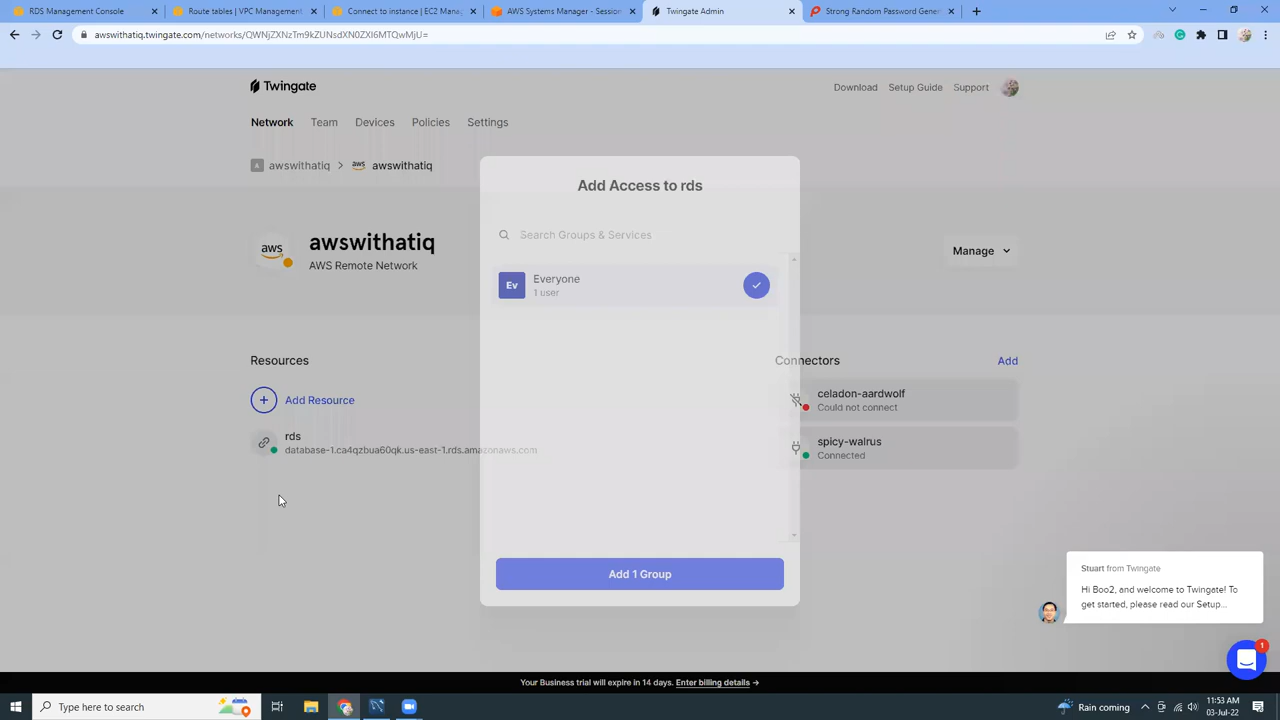 RDS Management Console
Route tables | VPC Manage
Connect to instance | EC2 Mana
AWS Systems Manager - Session
Twingate Admin
Strong Random Password Gene
awswithatiq.twingate.com/networks/
Twingate
Download
Setup Guide
Support
Network
Team
Devices
Policies
Settings
A
awswithatiq
aws
awswithatiq
Add Access to rds
Search Groups & Services
aws
awswithatiq
AWS Remote Network
Manage
Ev
Everyone
1 user
Resources
Connectors
Add
Add Resource
celadon-aardwolf
Could not connect
rds
database-1.ca4qzbua60qk.us-east-1.rds.amazonaws.com
spicy-walrus
Connected
Add 1 Group
Stuart from Twingate
Hi Boo2, and welcome to Twingate! To
get started, please read our Setup...
1
Your Business trial will expire in 14 days. Enter billing details →
Type here to search
Rain coming
11:53 AM
03-Jul-22